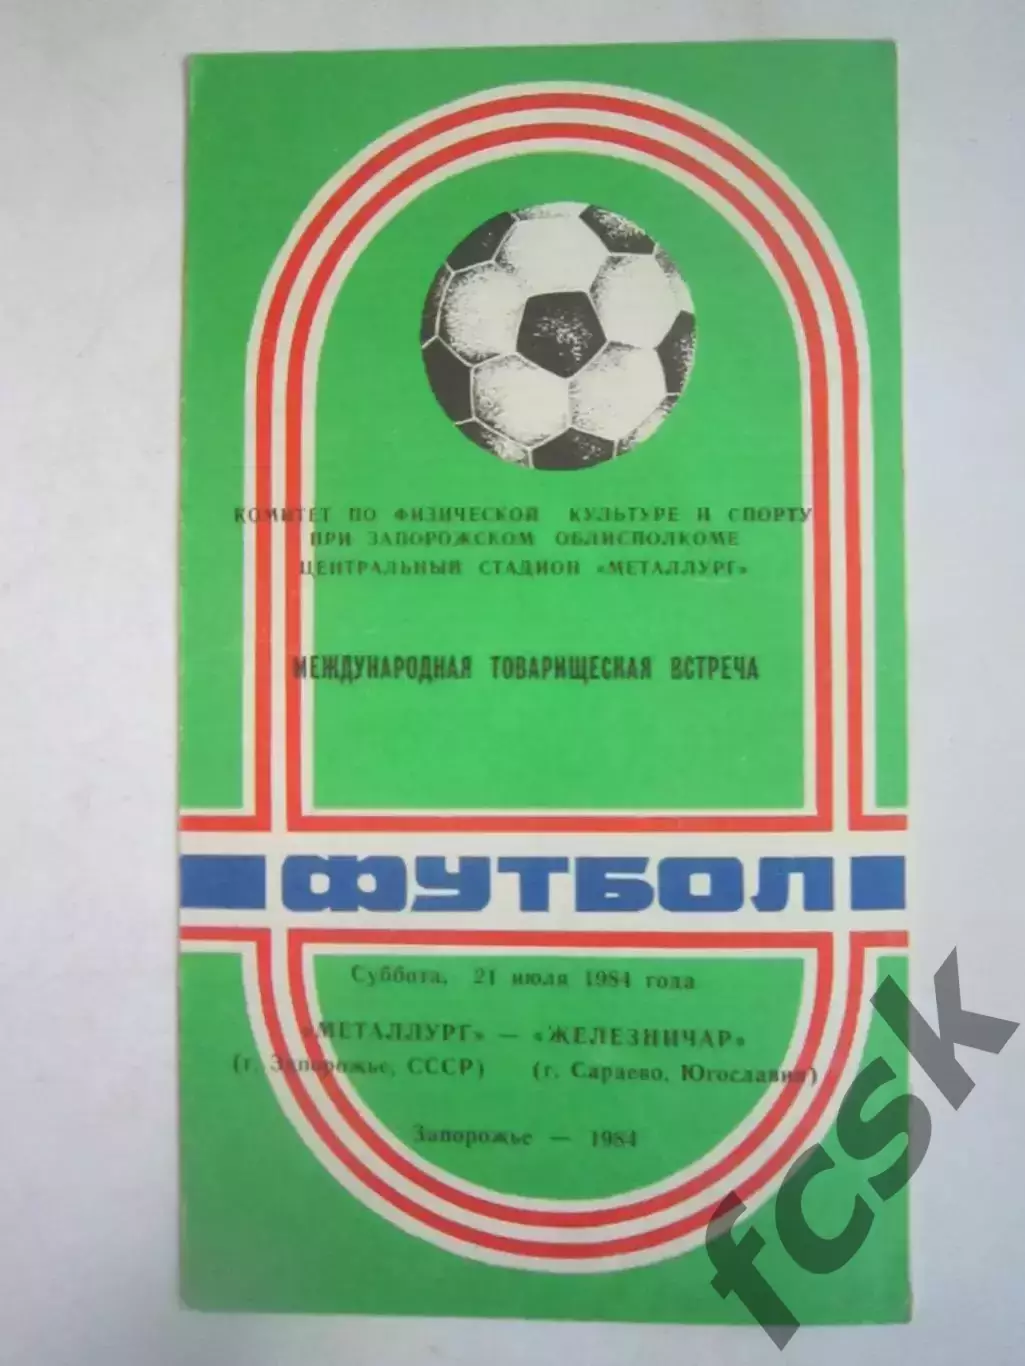 КОМИТЕТ ПО ФИЗИЧЕСКОЙ КУЛЬТУРЕ И СПОРТУ
ПРИ ЗАПОРОЖСКОМ ОБЛИСПОЛКОМЕ
ЦЕНТРАЛЬНЫЙ СТАДИОН «МЕТАЛЛУРГ»
МЕЖДУНАРОДНАЯ ТОВАРИЩЕСКАЯ ВСТРЕЧА
ФУТБОЛ
Суббота, 21 июля 1984 года
«МЕТАЛЛУРГ» — «ЖЕЛЕЗНИЧАР»
(г. Запорожье, СССР) (г. Сараево, Югославия)
Запорожье — 1984
fcsk